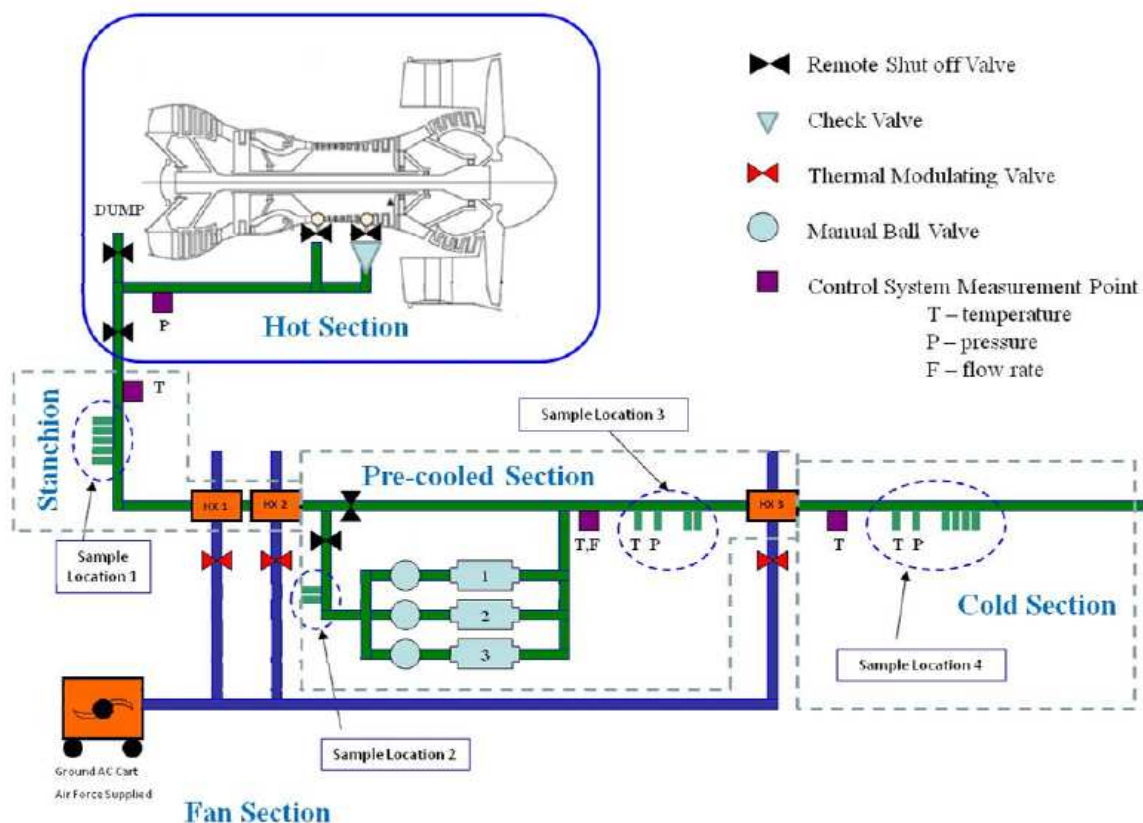 Remote Shut off Valve
Check Valve
Thermal Modulating Valve
Manual Ball Valve
Control System Measurement Point
T – temperature
P – pressure
F – flow rate
DUMP
P
Hot Section
T
Stanchion
Sample
Location 1
HX 1
HX 2
Pre-cooled Section
Sample Location 3
HX 3
T,F
T P
T
T P
1
2
3
Cold Section
Sample Location 4
Sample Location 2
Ground AC Cart
Air Force Supplied
Fan Section